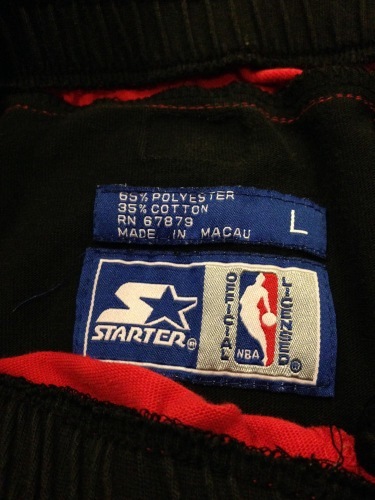 65% POLYESTER
35% COTTON
RN 67879
MADE IN MACAU
L
STARTER®
OFFICIAL
NBA
LICENSED®